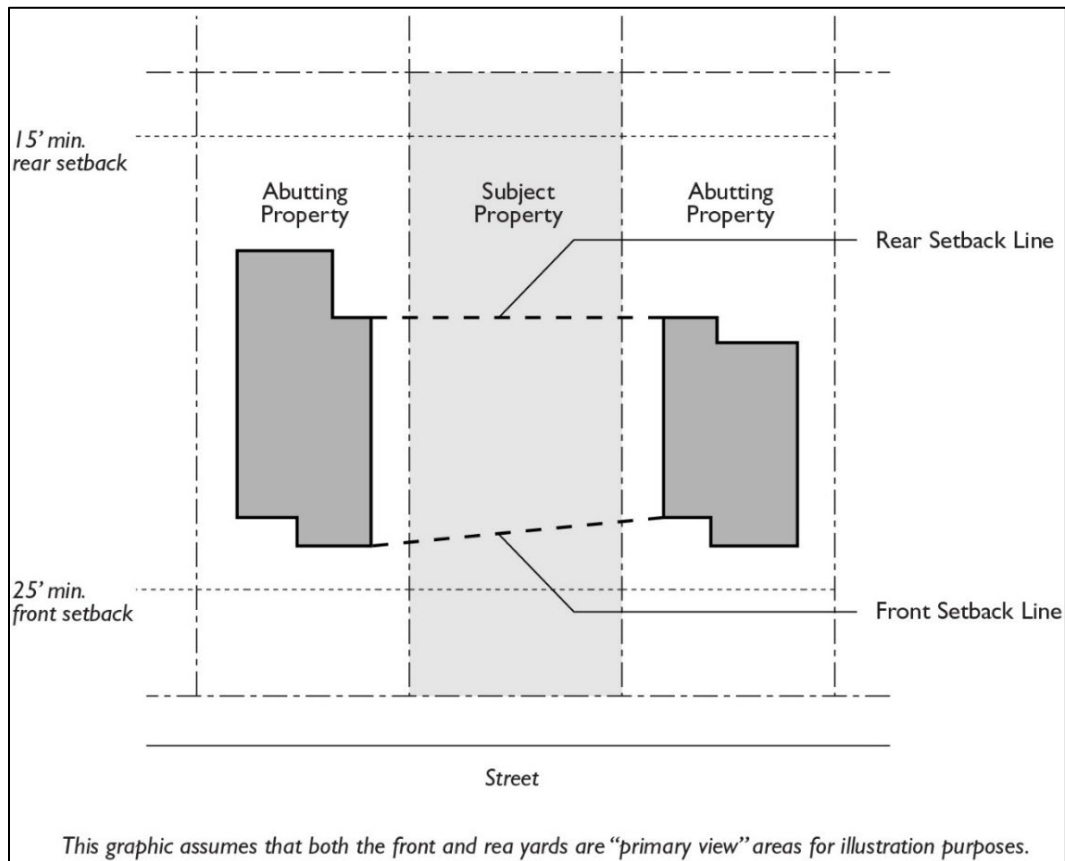 15' min.
rear setback
Abutting
Property
Subject
Property
Abutting
Property
Rear Setback Line
25' min.
front setback
Front Setback Line
Street
This graphic assumes that both the front and rea yards are “primary view” areas for illustration purposes.